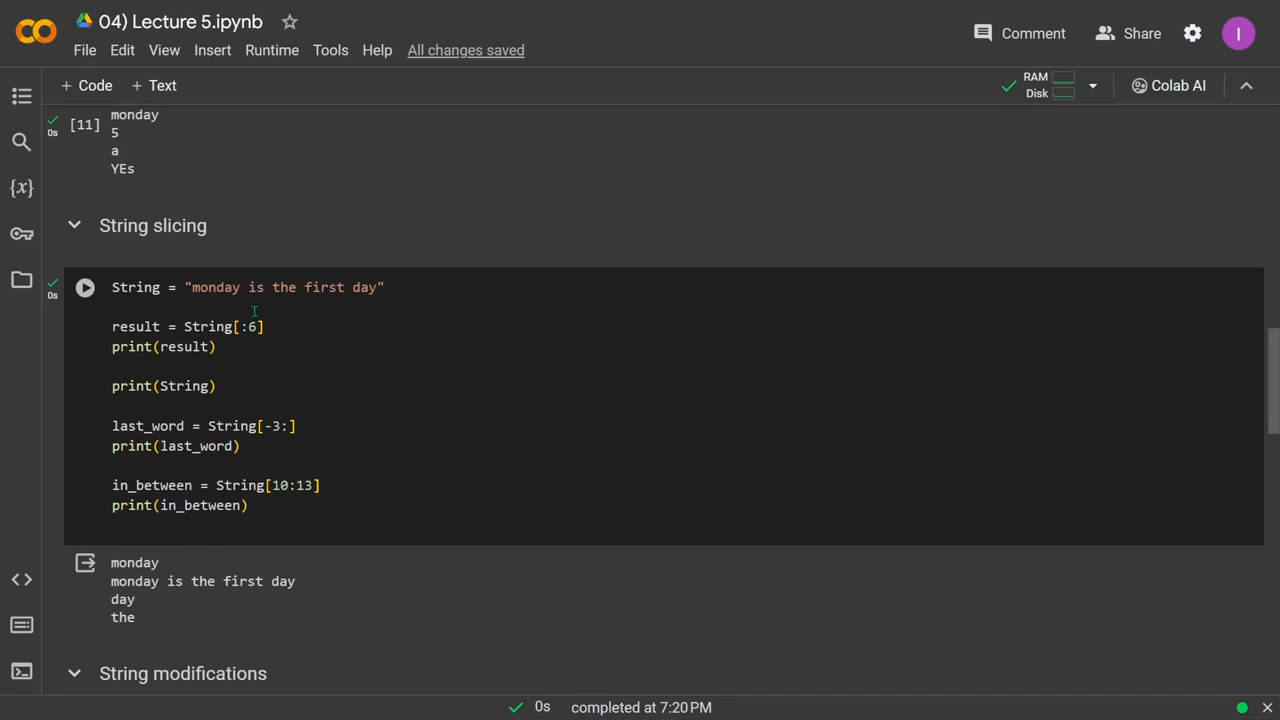 04) Lecture 5.ipynb
Comment
Share
I
File Edit View Insert Runtime Tools Help All changes saved
+ Code + Text
RAM
Disk
Colab AI
[11]
0s
monday
5
a
YEs
{x}
String slicing
0s
String = "monday is the first day"
result = String[:6]
print(result)
print(String)
last_word = String[-3:]
print(last_word)
in_between = String[10:13]
print(in_between)
monday
monday is the first day
day
the
String modifications
0s completed at 7:20 PM